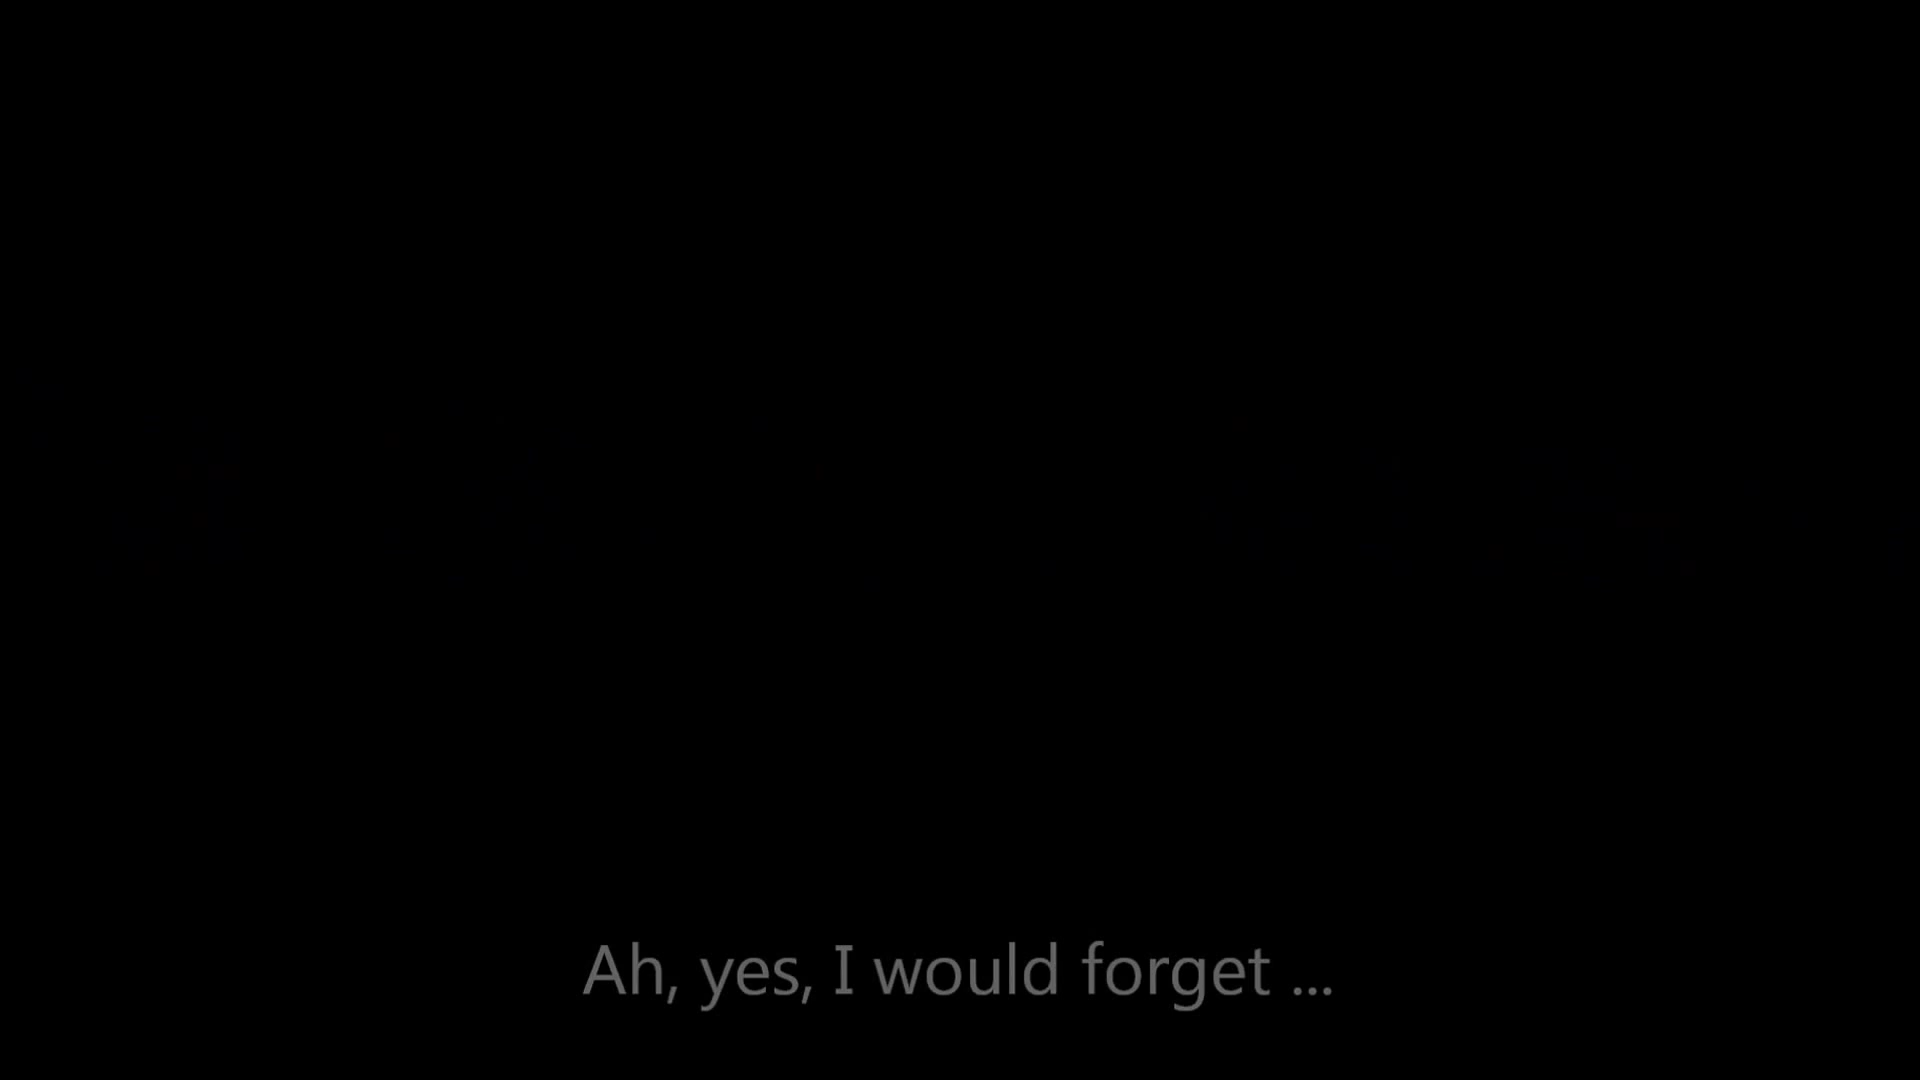 Ah, yes, I would forget ...